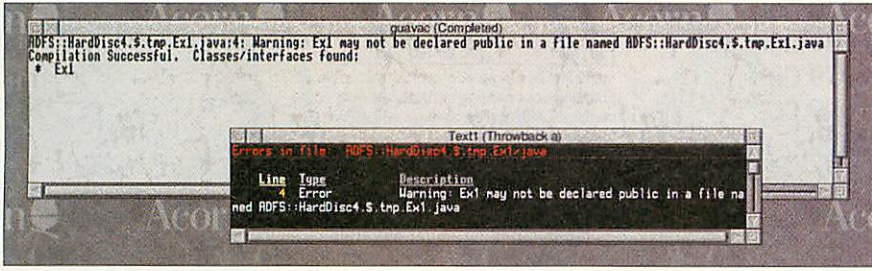 Acorn
guavac (Completed)
ADFS::HardDisc4.$.tmp.Ex1.java:4: Warning: Ex1 may not be declared public in a file named ADFS::HardDisc4.$.tmp.Ex1.java
Compilation Successful.  Classes/interfaces found:
* Ex1
Text1 (Throwback a)
Errors in file  ADFS::HardDisc4.$.tmp.Ex1/java
Line Type Description
4 Error Warning: Ex1 may not be declared public in a file na
med ADFS::HardDisc4.$.tmp.Ex1.java
Acorn